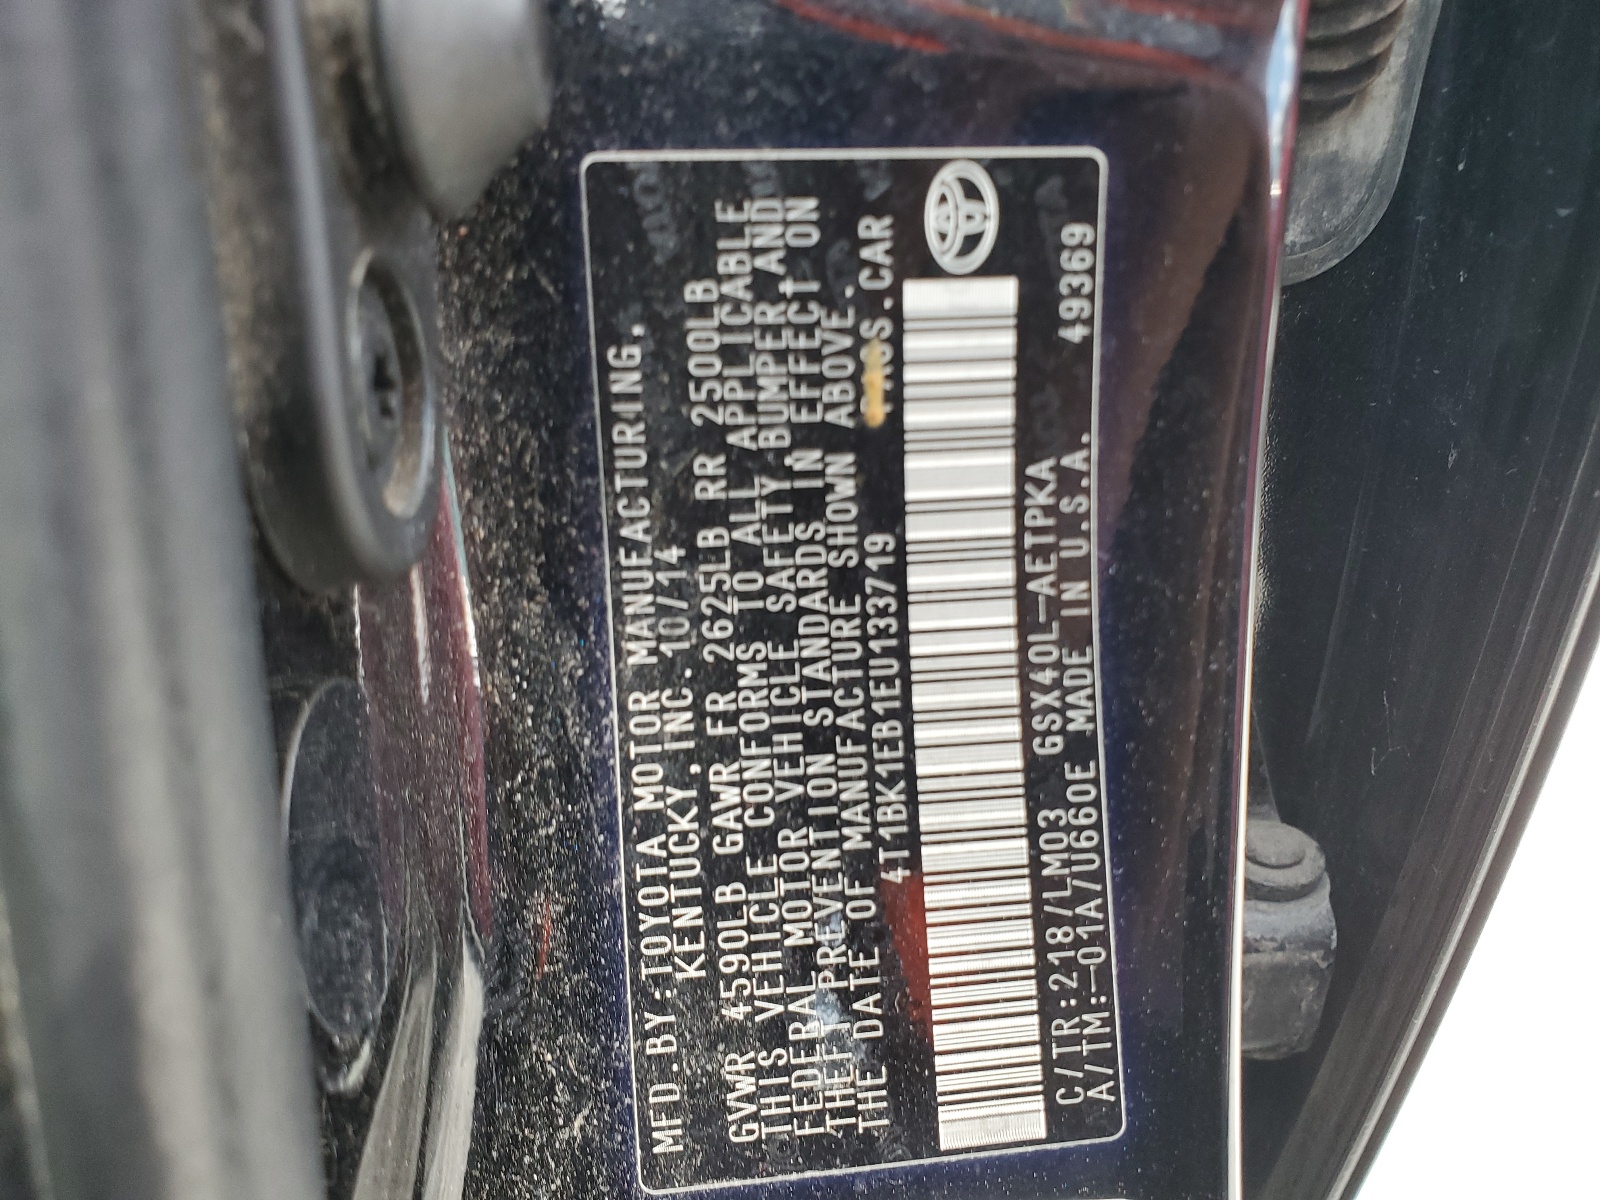 MFD.BY:TOYOTA MOTOR MANUFACTURING,
KENTUCKY,INC. 10/14
GVWR 4590LB GAWR FR 2625LB RR 2500LB
THIS VEHICLE CONFORMS TO ALL APPLICABLE
FEDERAL MOTOR VEHICLE SAFETY,BUMPER,AND
THEFT PREVENTION STANDARDS IN EFFECT ON
THE DATE OF MANUFACTURE SHOWN ABOVE.
4T1BK1EB1EU133719 PASS.CAR
C/TR:218/LM03 GSX40L-AETPKA
A/TM:-01A/U660E MADE IN U.S.A. 49369